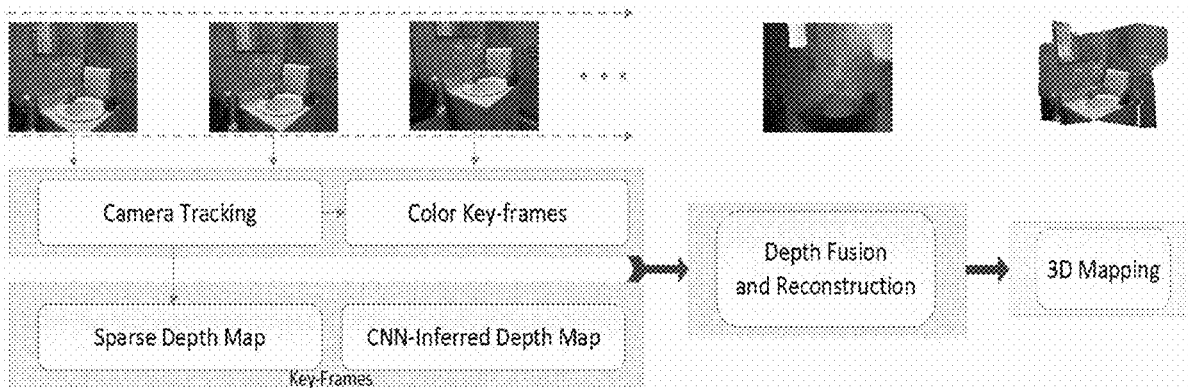 Camera Tracking
Color Key-frames
Sparse Depth Map
CNN-Inferred Depth Map
Key-Frames
Depth Fusion
and Reconstruction
3D Mapping